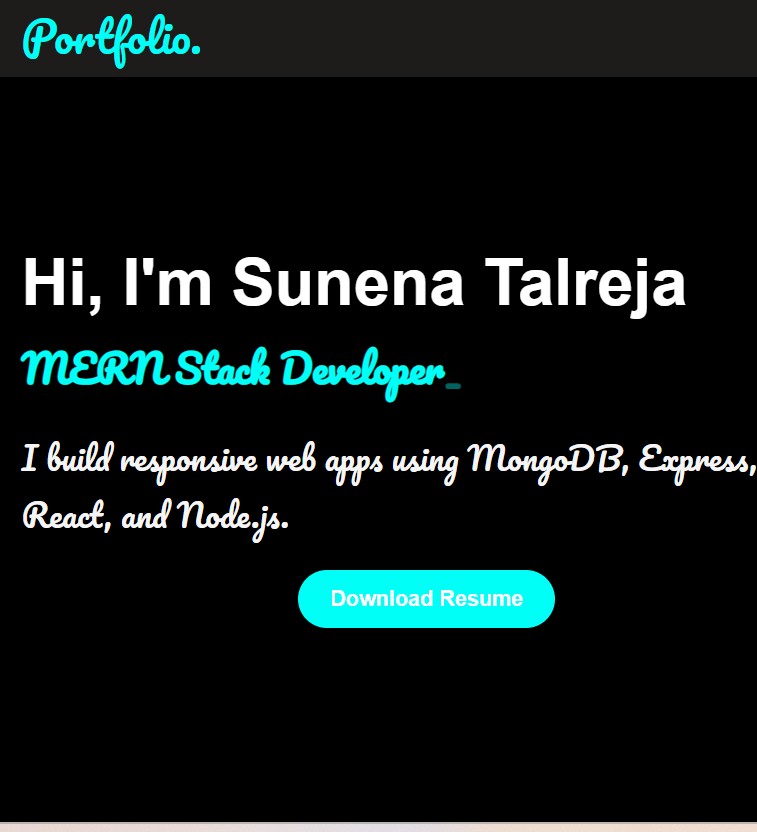 Portfolio.
Hi, I'm Sunena Talreja
MERN Stack Developer_
I build responsive web apps using MongoDB, Express,
React, and Node.js.
Download Resume